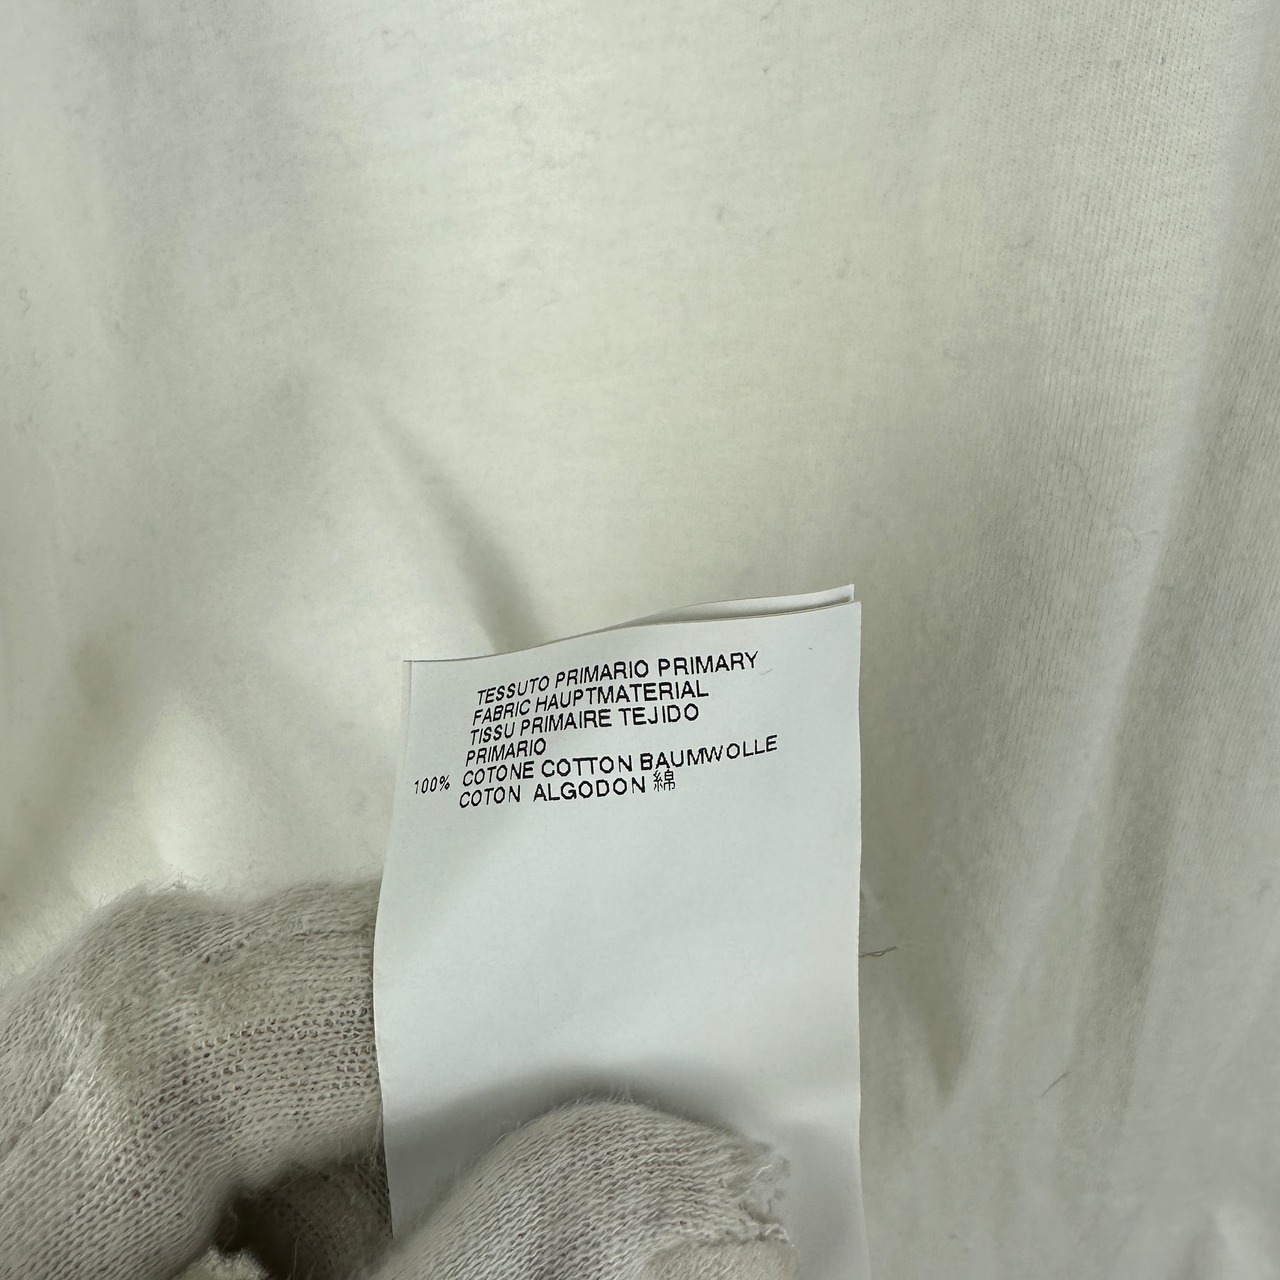 TESSUTO PRIMARIO PRIMARY
FABRIC HAUPTMATERIAL
TISSU PRIMAIRE TEJIDO
PRIMARIO
100% COTONE COTTON BAUMWOLLE
COTON ALGODON 綿